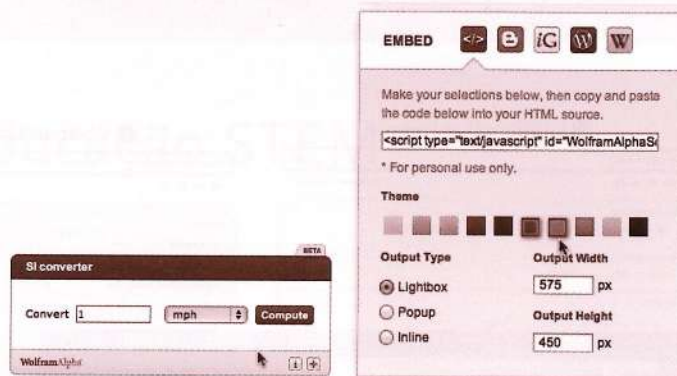 BETA
SI converter
Convert 1 mph Compute
WolframAlpha
EMBED </> B iG W W
Make your selections below, then copy and paste
the code below into your HTML source.
<script type="text/javascript" id="WolframAlphaSc
* For personal use only.
Theme
Output Type
Lightbox
Popup
Inline
Output Width
575 px
Output Height
450 px